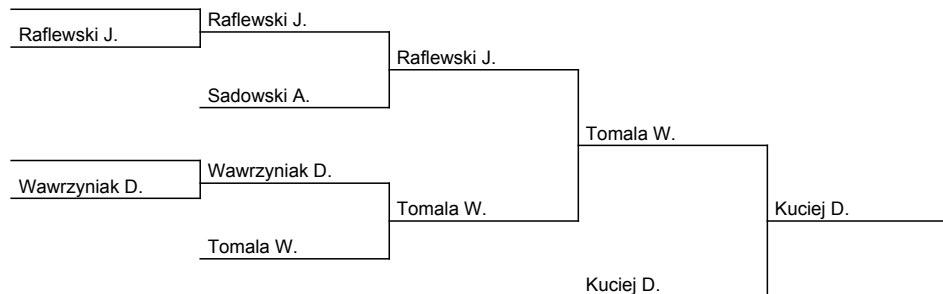 Raflewski J.
Raflewski J.
Raflewski J.
Sadowski A.
Tomala W.
Wawrzyniak D.
Wawrzyniak D.
Tomala W.
Kuciej D.
Tomala W.
Kuciej D.